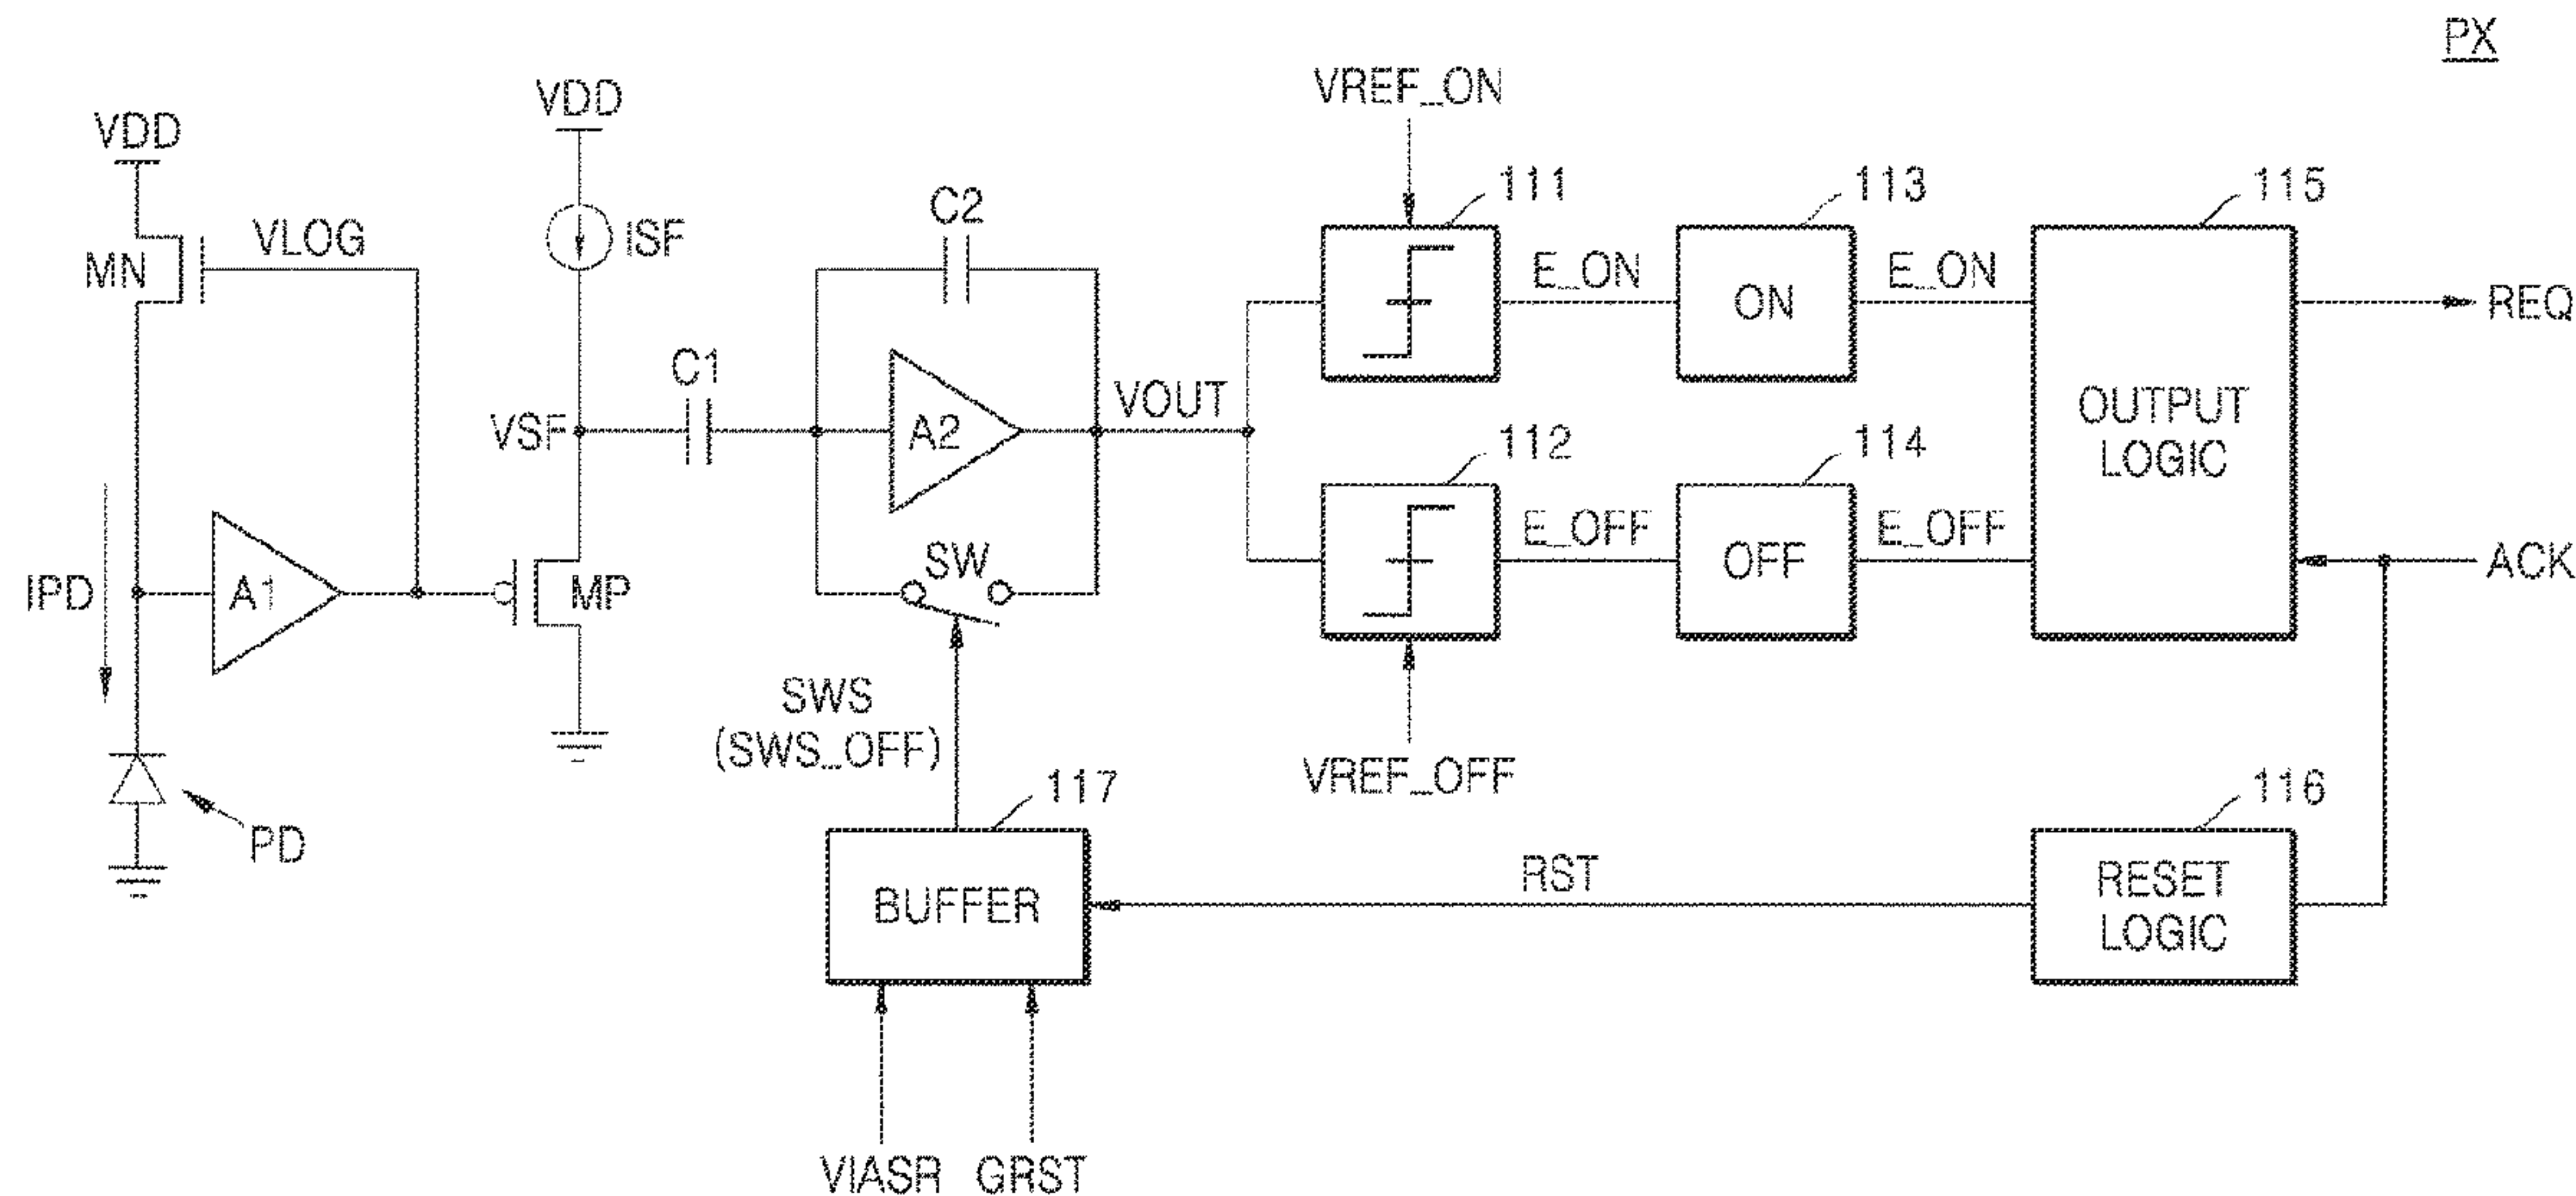 PX
VDD
VDD
VREF_ON
MN
VLOG
ISF
C2
111
113
115
E_ON
ON
E_ON
REQ
C1
VSF
A2
VOUT
OUTPUT
LOGIC
112
114
IPD
A1
MP
SW
E_OFF
OFF
E_OFF
ACK
SWS
(SWS_OFF)
VREF_OFF
117
116
PD
BUFFER
RST
RESET
LOGIC
VIASR
GRST